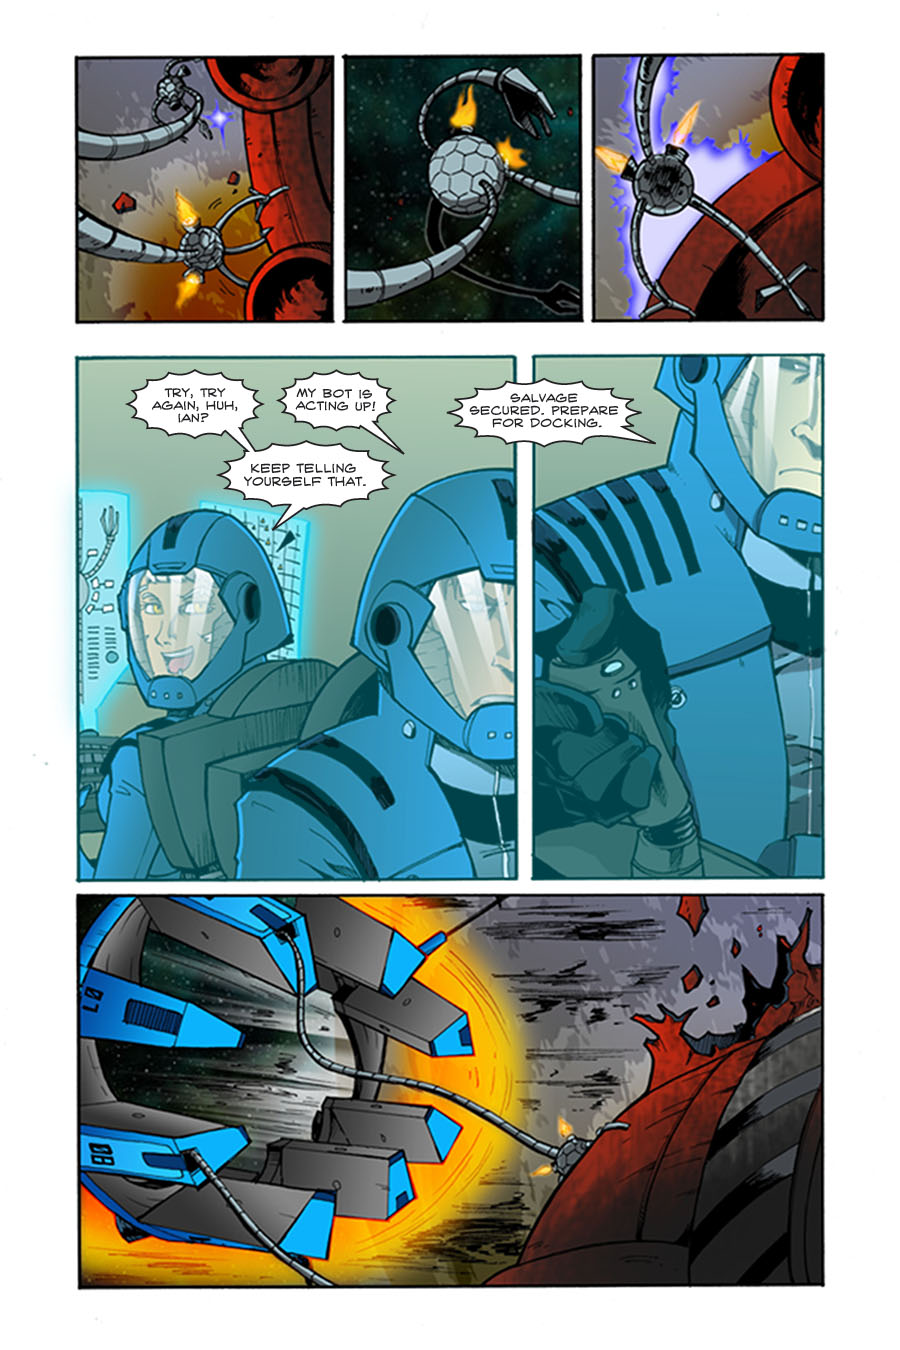 TRY, TRY
AGAIN, HUH,
IAN?
MY BOT IS
ACTING UP!
KEEP TELLING
YOURSELF THAT.
SALVAGE
SECURED. PREPARE
FOR DOCKING.